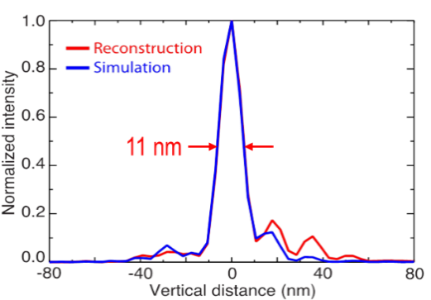 1.0
Reconstruction
Simulation
0.8
0.6
11 nm
0.4
0.2
0.0
-80 -40 0 40 80
Vertical distance (nm)
Normalized intensity